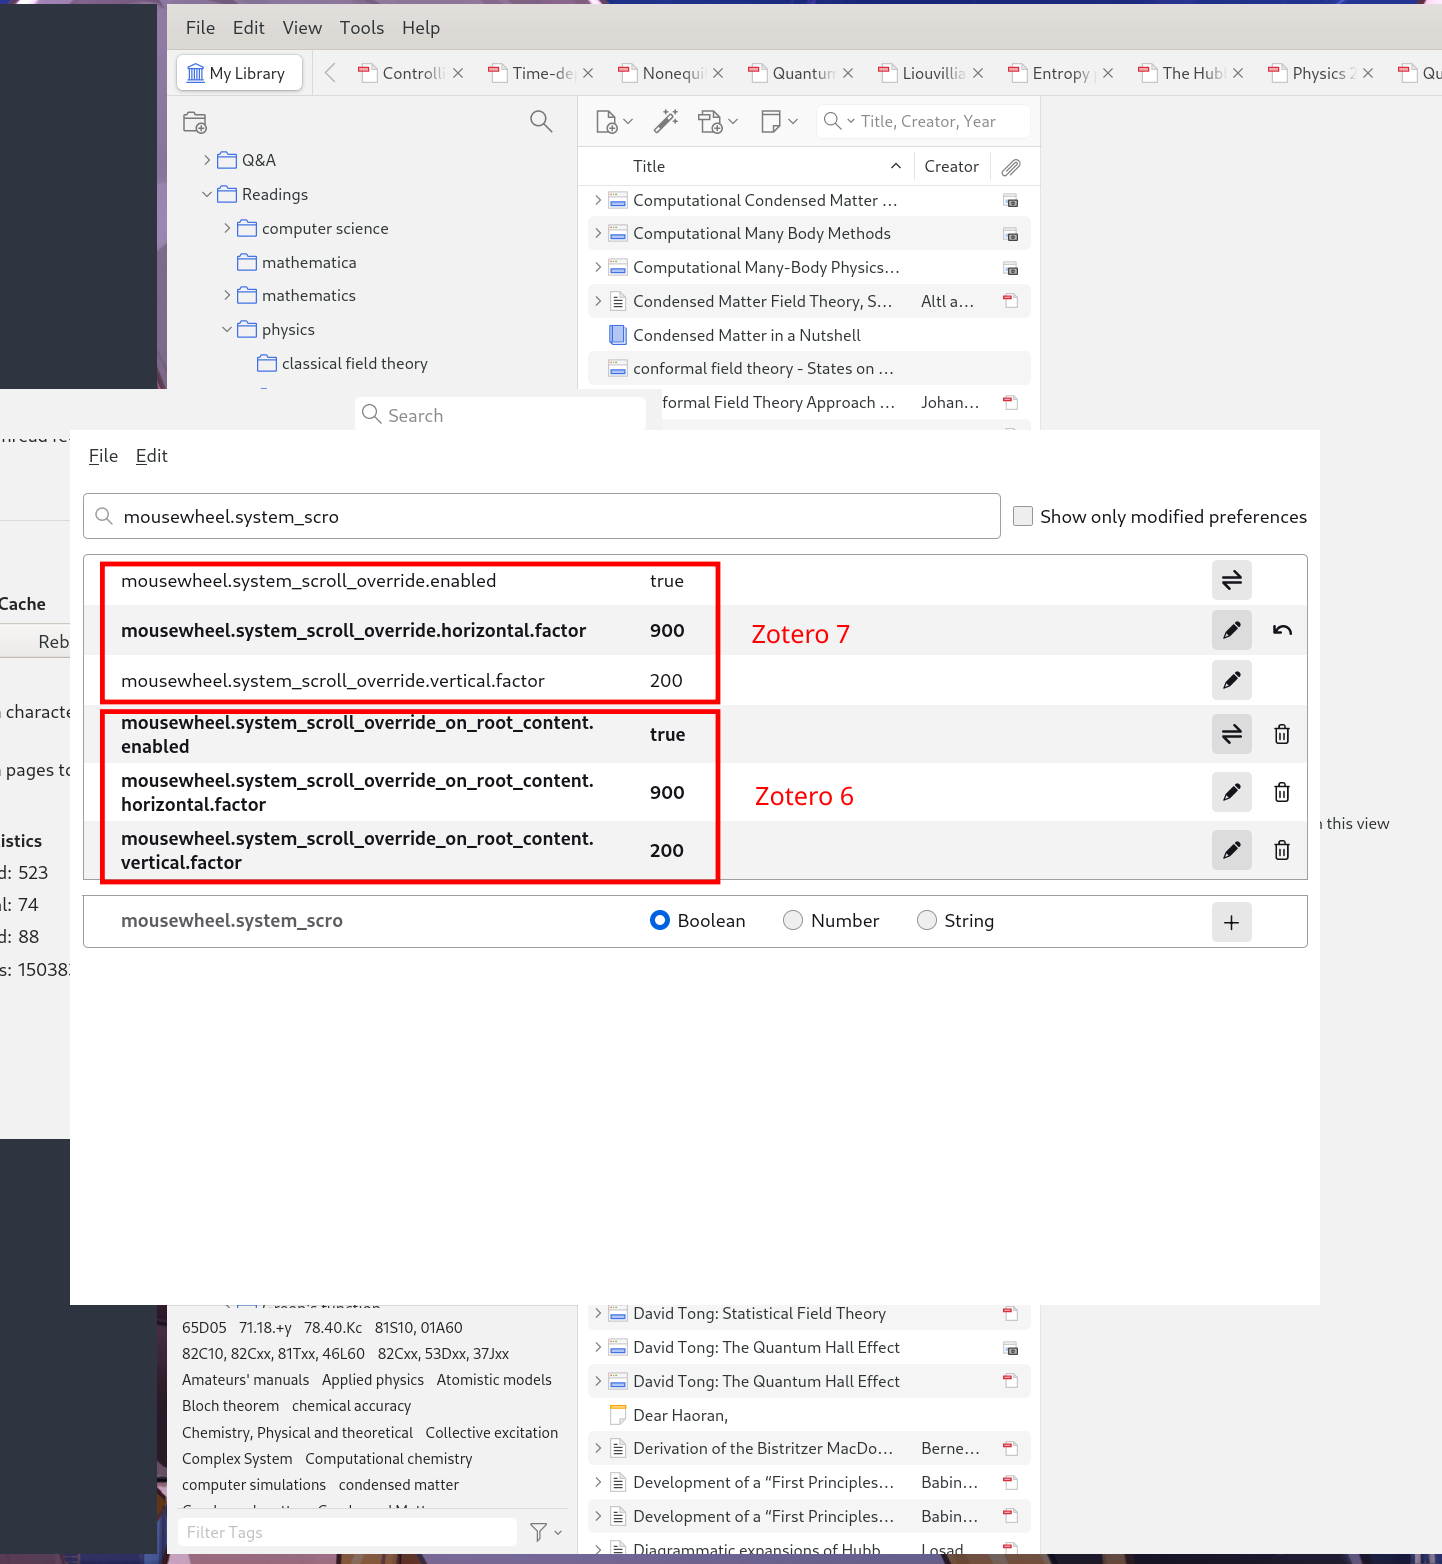 File Edit View Tools Help
My Library
Controlli
Time-dep
Nonequil
Quantum
Liouvillia
Entropy p
The Hubb
Physics 2
Qu
Title, Creator, Year
Q&A
Readings
computer science
mathematica
mathematics
physics
classical field theory
Title Creator
Computational Condensed Matter ...
Computational Many Body Methods
Computational Many-Body Physics...
Condensed Matter Field Theory, S... Altl a...
Condensed Matter in a Nutshell
conformal field theory - States on ...
formal Field Theory Approach ... Johan...
Search
File Edit
mousewheel.system_scro
Show only modified preferences
mousewheel.system_scroll_override.enabled true
mousewheel.system_scroll_override.horizontal.factor 900
Zotero 7
mousewheel.system_scroll_override.vertical.factor 200
mousewheel.system_scroll_override_on_root_content.
enabled true
mousewheel.system_scroll_override_on_root_content.
horizontal.factor 900
Zotero 6
mousewheel.system_scroll_override_on_root_content.
vertical.factor 200
mousewheel.system_scro Boolean Number String
Cache
Reb
characte
pages to
istics
d: 523
l: 74
d: 88
s: 15038
this view
65D05 71.18.+y 78.40.Kc 81S10, 01A60
82C10, 82Cxx, 81Txx, 46L60 82Cxx, 53Dxx, 37Jxx
Amateurs' manuals Applied physics Atomistic models
Bloch theorem chemical accuracy
Chemistry, Physical and theoretical Collective excitation
Complex System Computational chemistry
computer simulations condensed matter
Filter Tags
David Tong: Statistical Field Theory
David Tong: The Quantum Hall Effect
David Tong: The Quantum Hall Effect
Dear Haoran,
Derivation of the Bistritzer MacDo... Berne...
Development of a “First Principles... Babin...
Development of a “First Principles... Babin...
Diagrammatic expansions of Hubb Losad